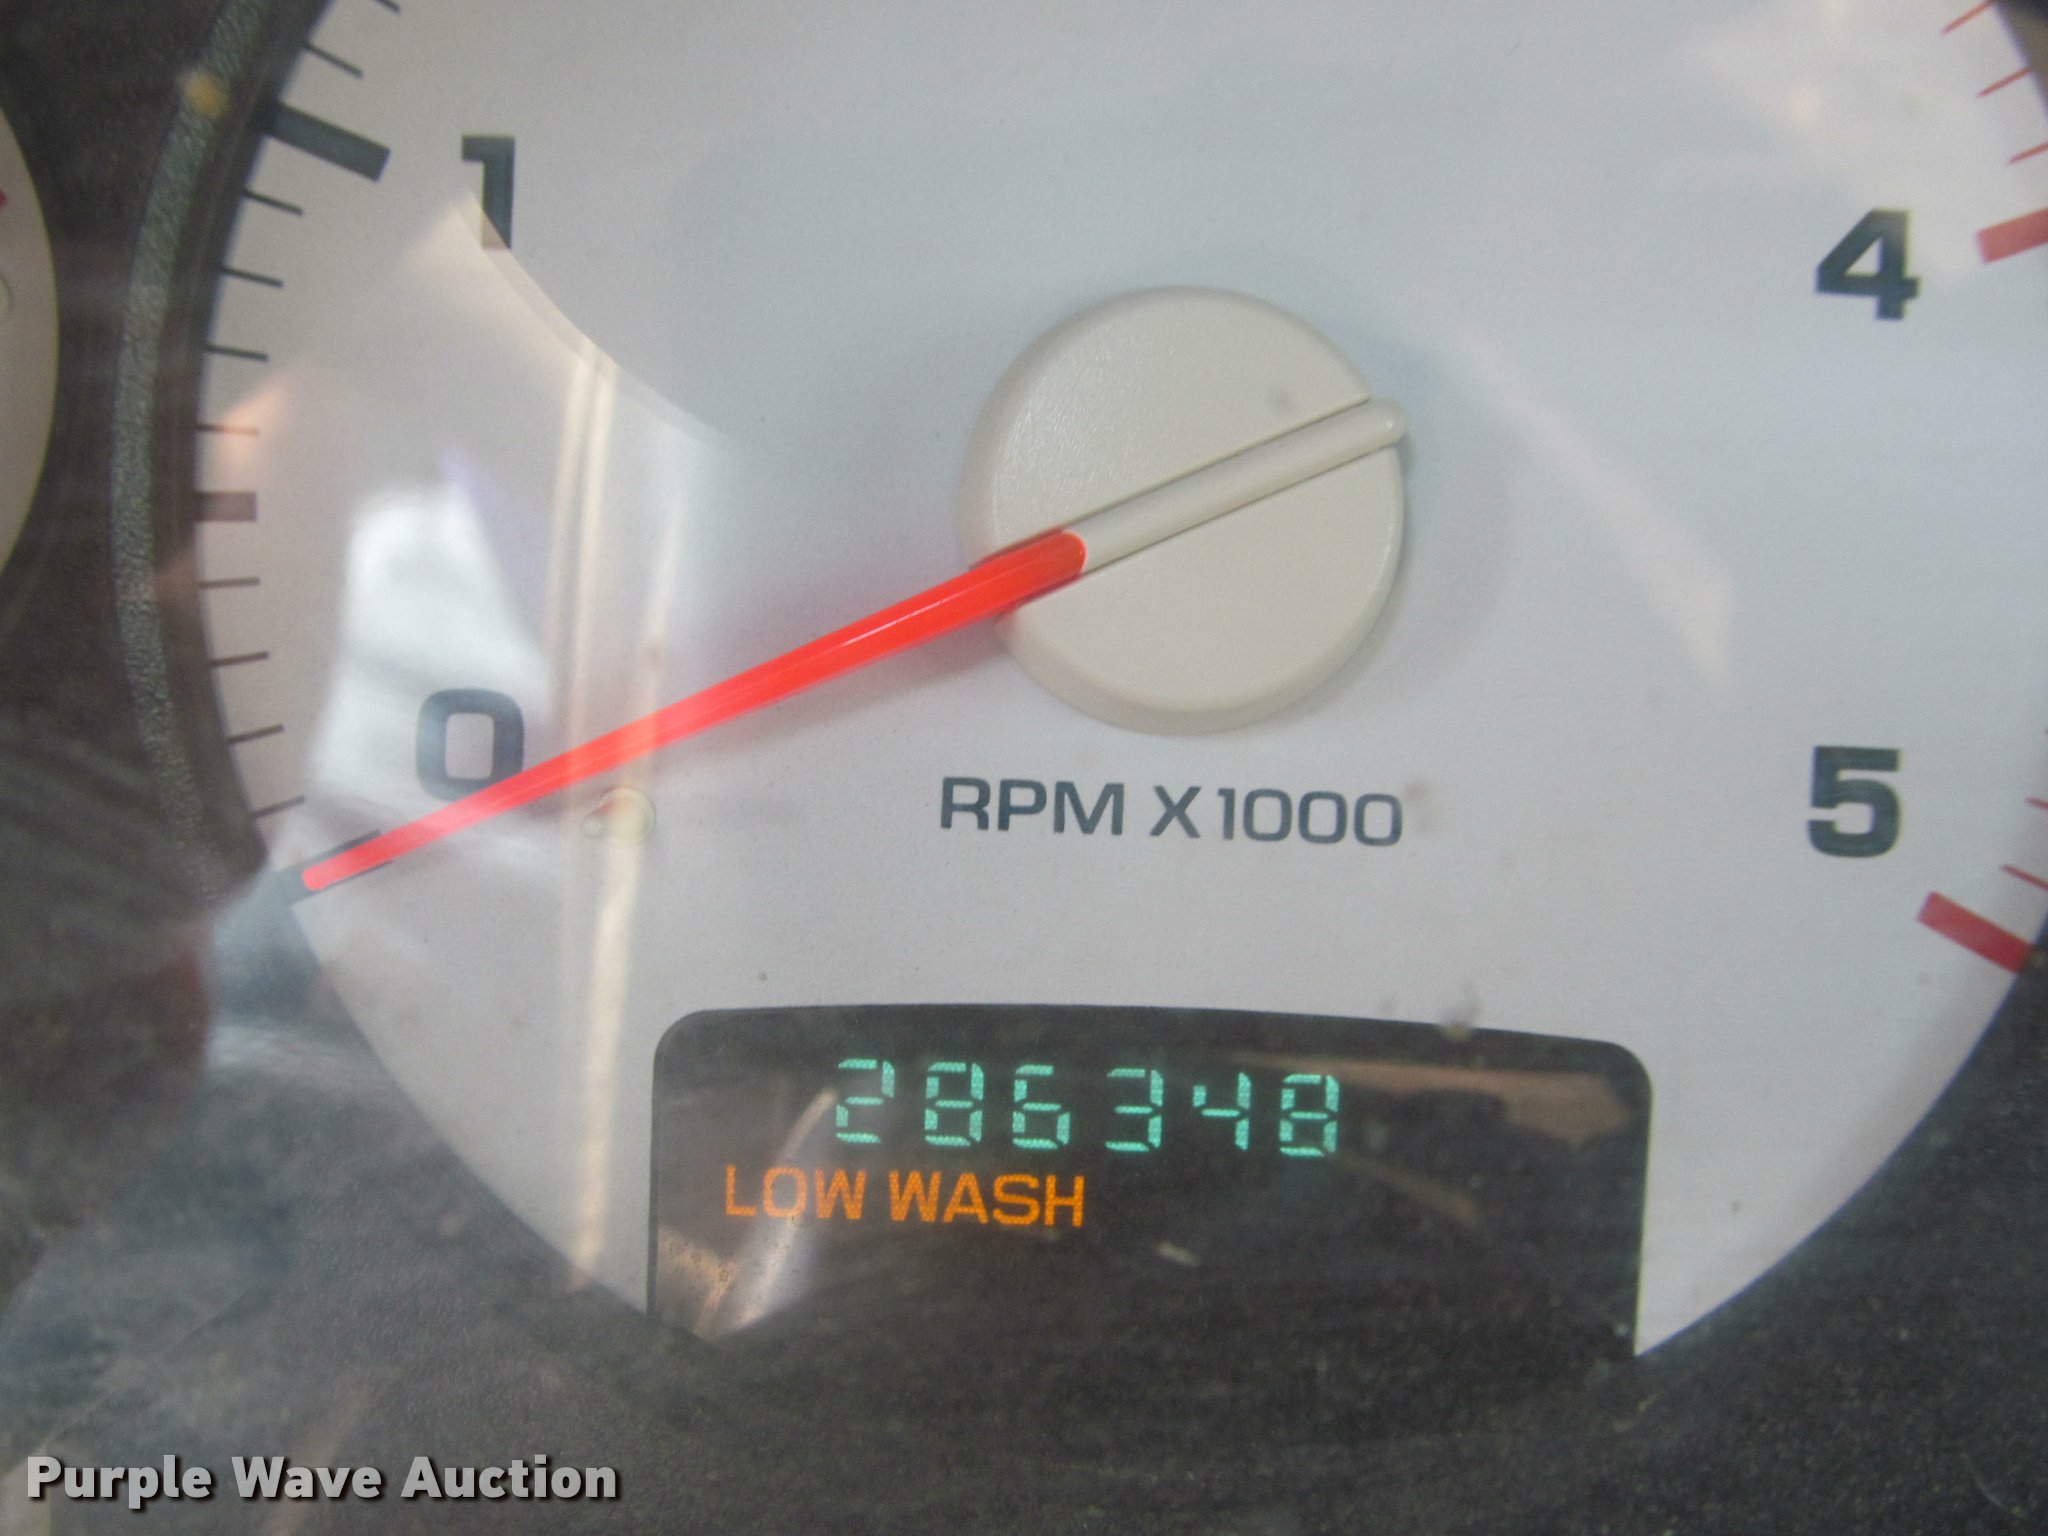 1
4
0
RPM X1000
5
286348
LOW WASH
Purple Wave Auction